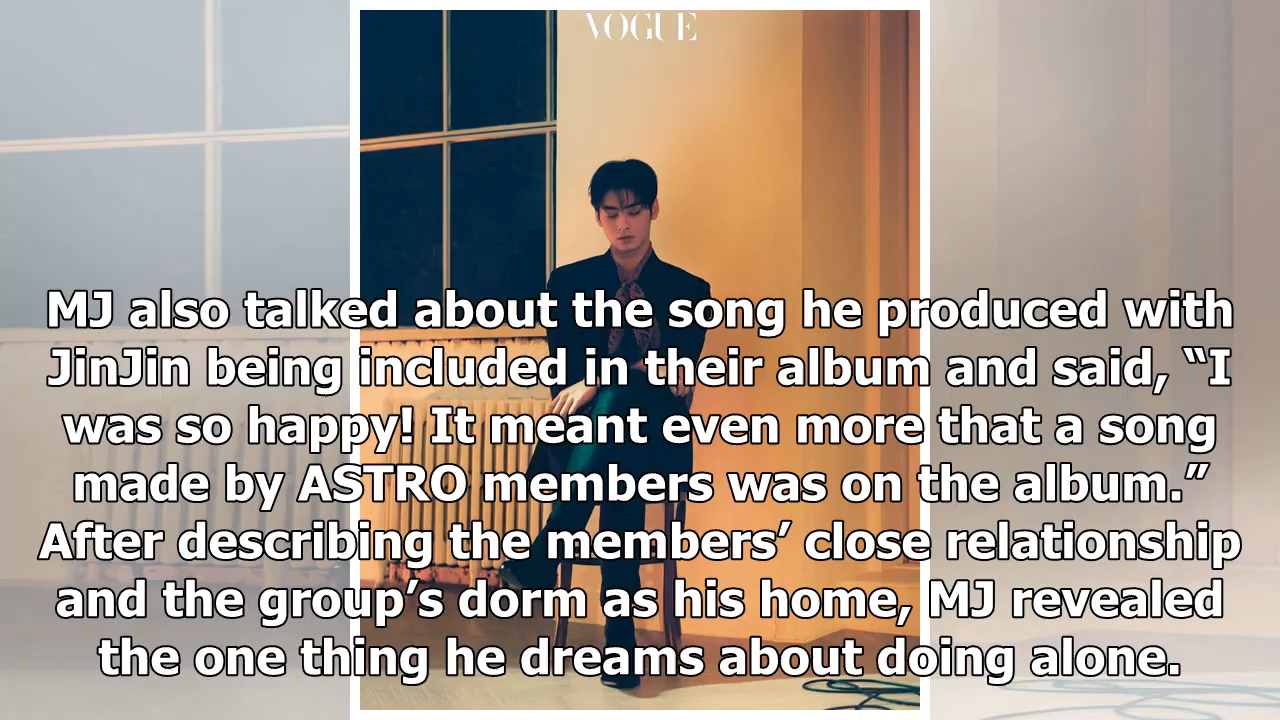 VOGUE
MJ also talked about the song he produced with
JinJin being included in their album and said, “I
was so happy! It meant even more that a song
made by ASTRO members was on the album.”
After describing the members’ close relationship
and the group’s dorm as his home, MJ revealed
the one thing he dreams about doing alone.